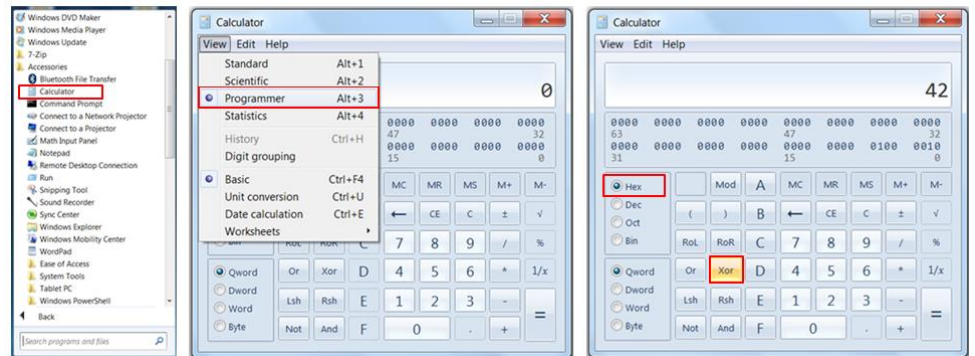 Windows DVD Maker
Windows Media Player
Windows Update
7-Zip
Accessories
Bluetooth File Transfer
Calculator
Command Prompt
Connect to a Network Projector
Connect to a Projector
Math Input Panel
Notepad
Remote Desktop Connection
Run
Snipping Tool
Sound Recorder
Sync Center
Windows Explorer
Windows Mobility Center
WordPad
Ease of Access
System Tools
Tablet PC
Windows PowerShell
Back
Search programs and files
Calculator
View Edit Help
Standard Alt+1
Scientific Alt+2
Programmer Alt+3
Statistics Alt+4
History Ctrl+H
Digit grouping
Basic Ctrl+F4
Unit conversion Ctrl+U
Date calculation Ctrl+E
Worksheets
0
0000 0000 0000 0000
47 32
0000 0000 0000 0000
15 0
MC MR MS M+ M-
← CE C ± √
7 8 9 / %
Qword Or Xor D 4 5 6 * 1/x
Dword
Lsh Rsh E 1 2 3 - =
Word
Byte Not And F 0 . +
Calculator
View Edit Help
42
0000 0000 0000 0000 0000 0000 0000 0000
63 47 32
0000 0000 0000 0000 0000 0000 0100 0010
31 15 0
Hex Mod A MC MR MS M+ M-
Dec
( ) B ← CE C ± √
Oct
Bin RoL RoR C 7 8 9 / %
Qword Or Xor D 4 5 6 * 1/x
Dword
Lsh Rsh E 1 2 3 - =
Word
Byte Not And F 0 . +